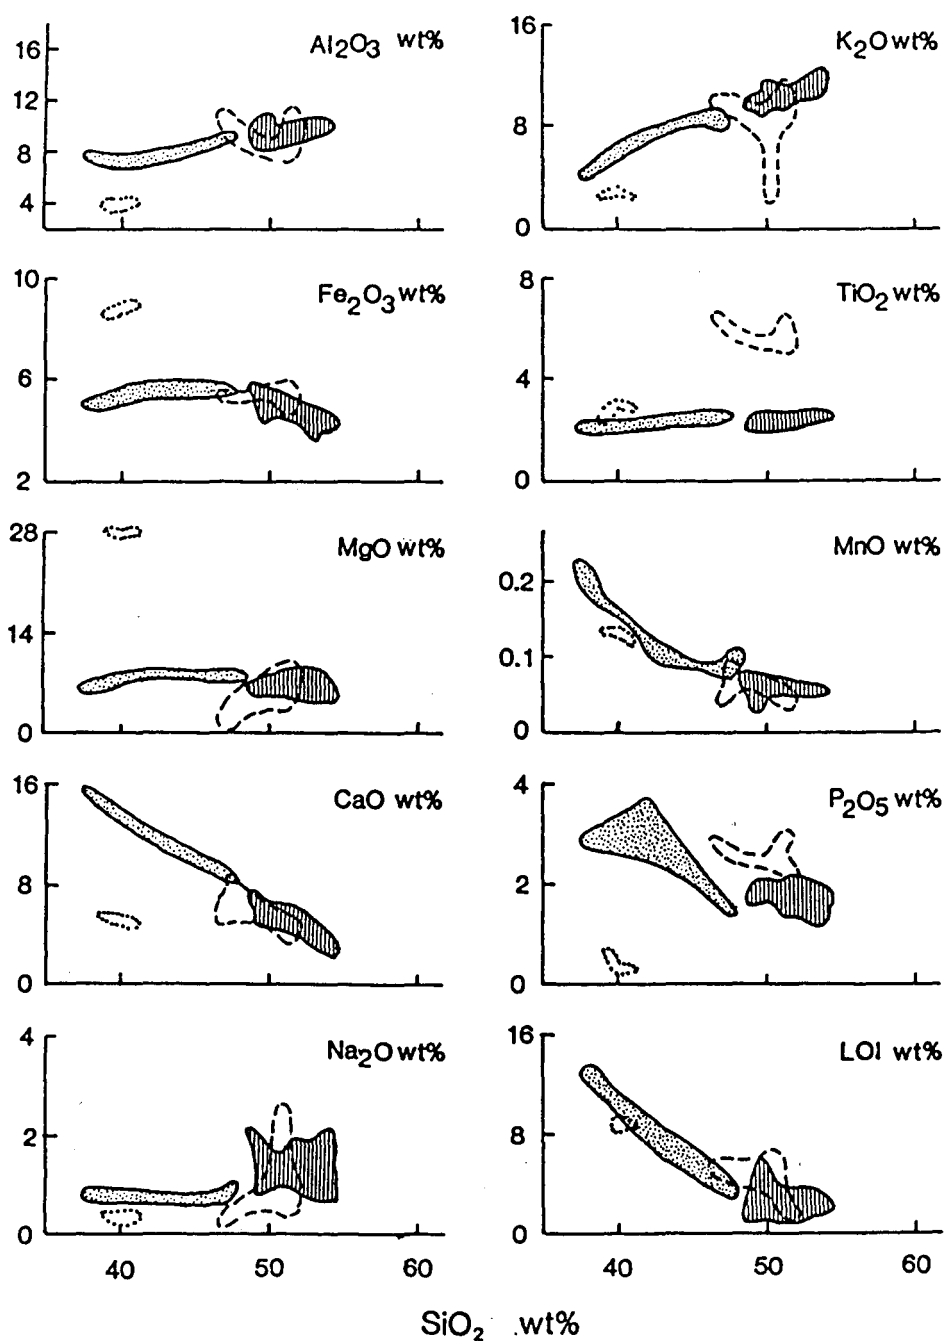 Al2O3 wt%
16
12
8
4
K2O wt%
16
8
0
Fe2O3 wt%
10
6
2
TiO2 wt%
8
4
0
MgO wt%
28
14
0
MnO wt%
0.2
0.1
0
CaO wt%
16
8
0
P2O5 wt%
4
2
0
Na2O wt%
4
2
0
40 50 60
LOI wt%
16
8
0
40 50 60
SiO2 wt%